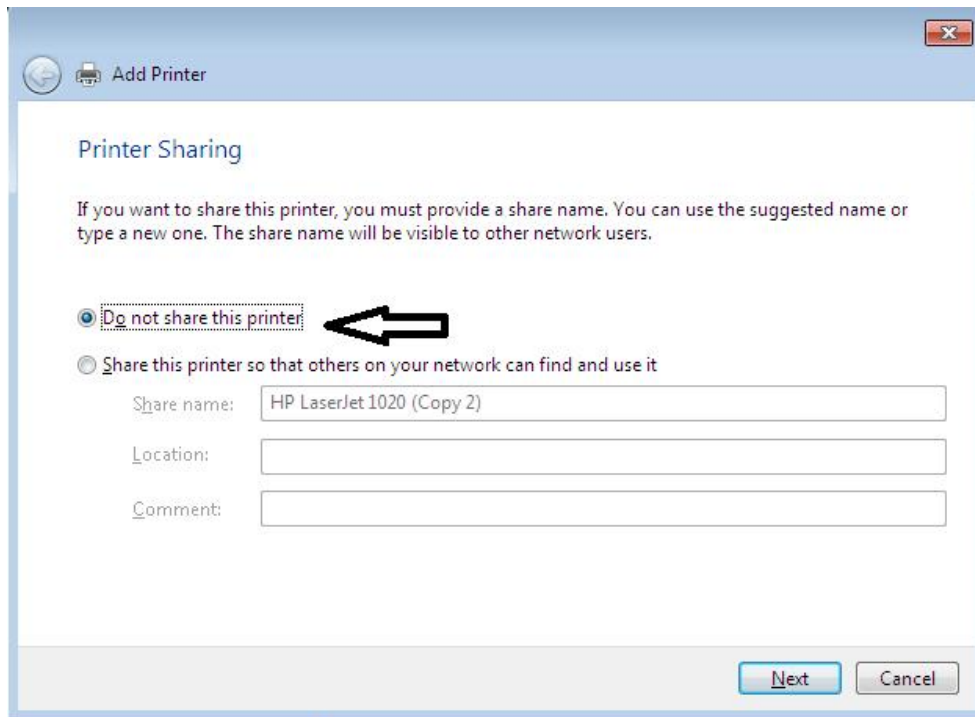 Add Printer
Printer Sharing
If you want to share this printer, you must provide a share name. You can use the suggested name or
type a new one. The share name will be visible to other network users.
Do not share this printer
Share this printer so that others on your network can find and use it
Share name: HP LaserJet 1020 (Copy 2)
Location:
Comment:
Next Cancel